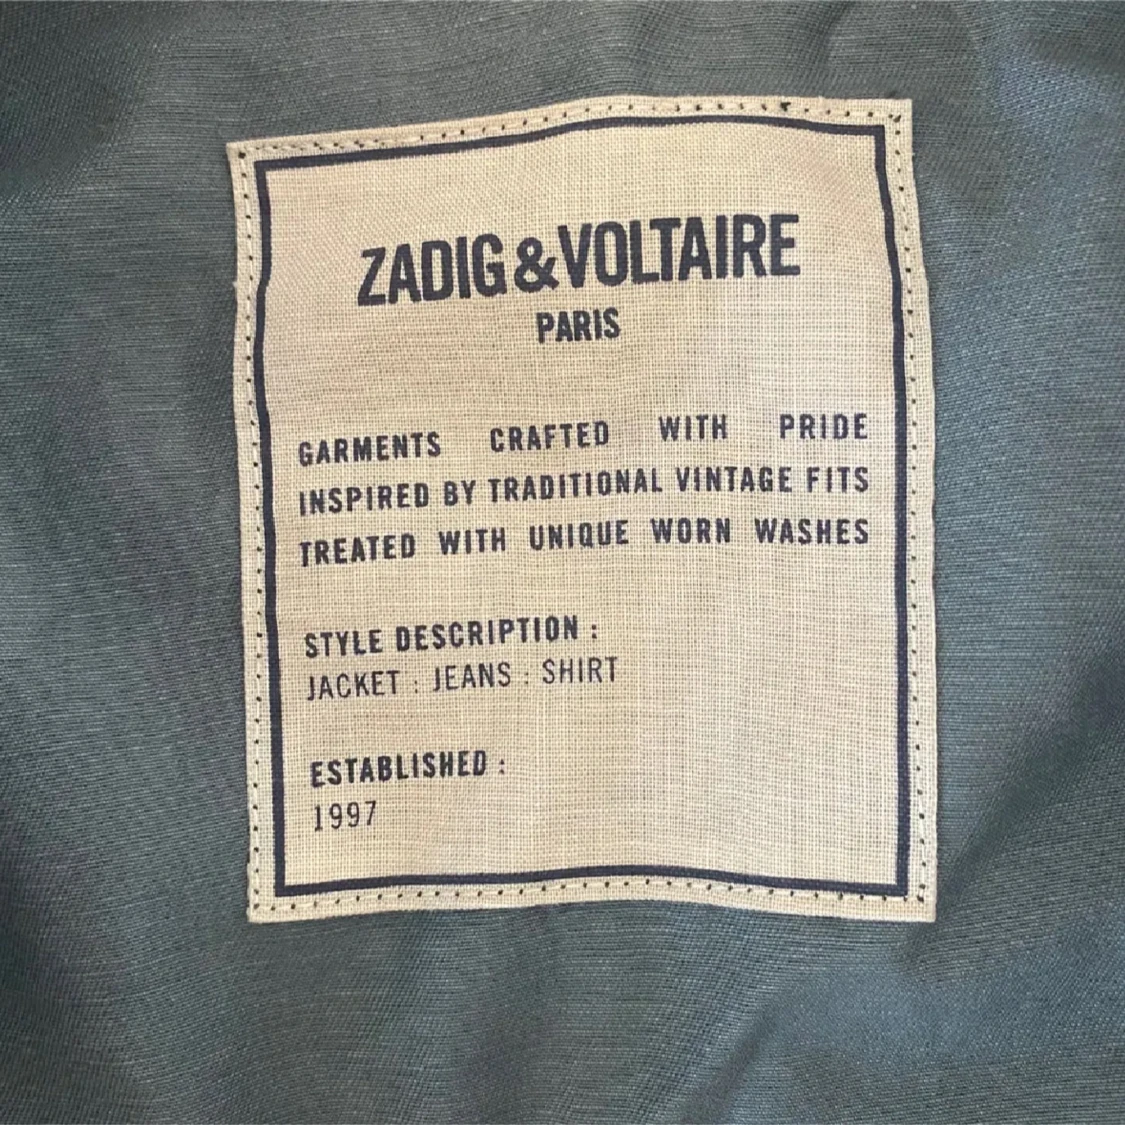 ZADIG&VOLTAIRE
PARIS
GARMENTS CRAFTED WITH PRIDE
INSPIRED BY TRADITIONAL VINTAGE FITS
TREATED WITH UNIQUE WORN WASHES
STYLE DESCRIPTION :
JACKET : JEANS : SHIRT
ESTABLISHED :
1997